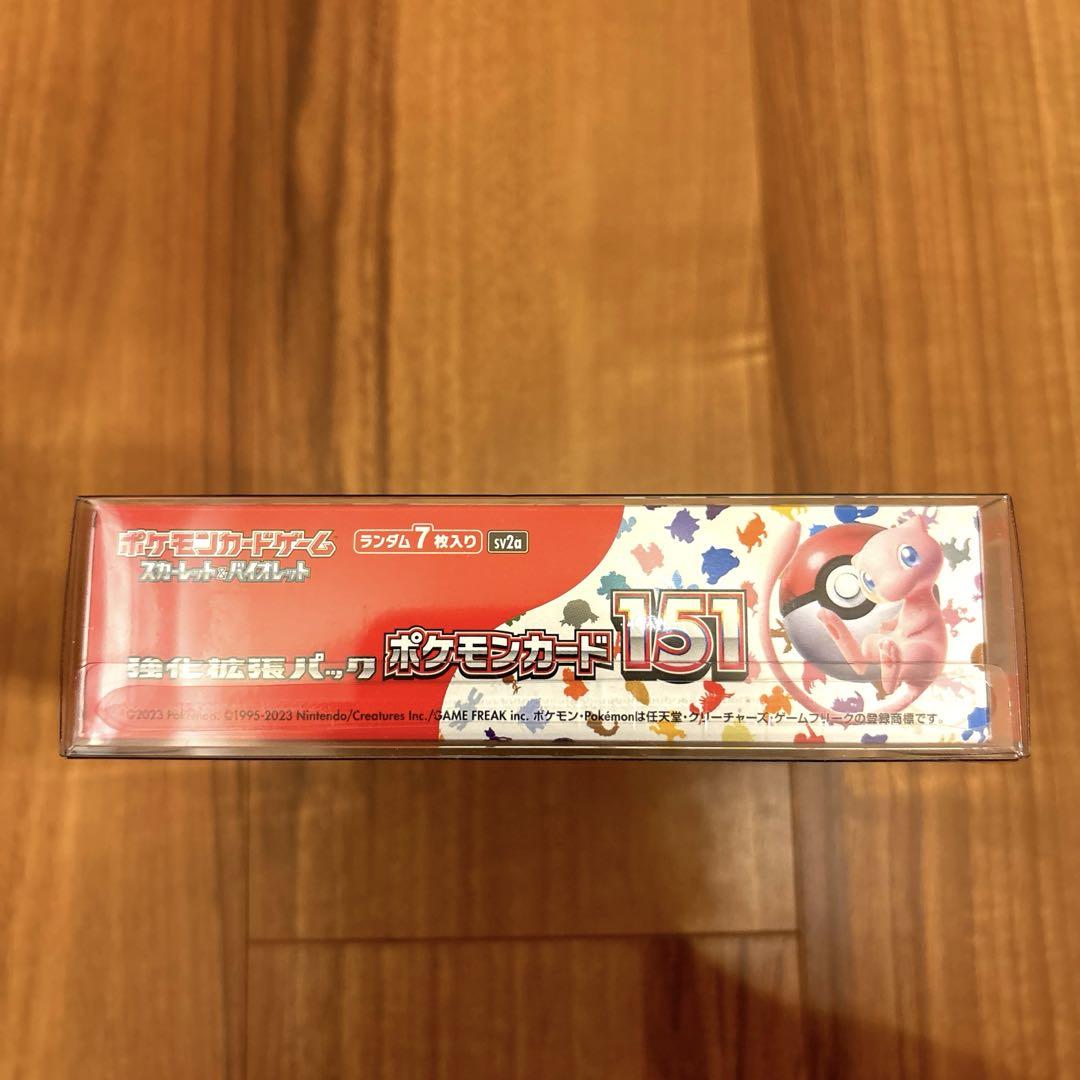 ポケモンカードゲーム
スカーレット&バイオレット
ランダム7枚入り
sv2a
強化拡張パック ポケモンカード151
©2023 Pokémon. ©1995-2023 Nintendo/Creatures Inc./GAME FREAK inc. ポケモン・Pokémonは任天堂・クリーチャーズ・ゲームフリークの登録商標です。